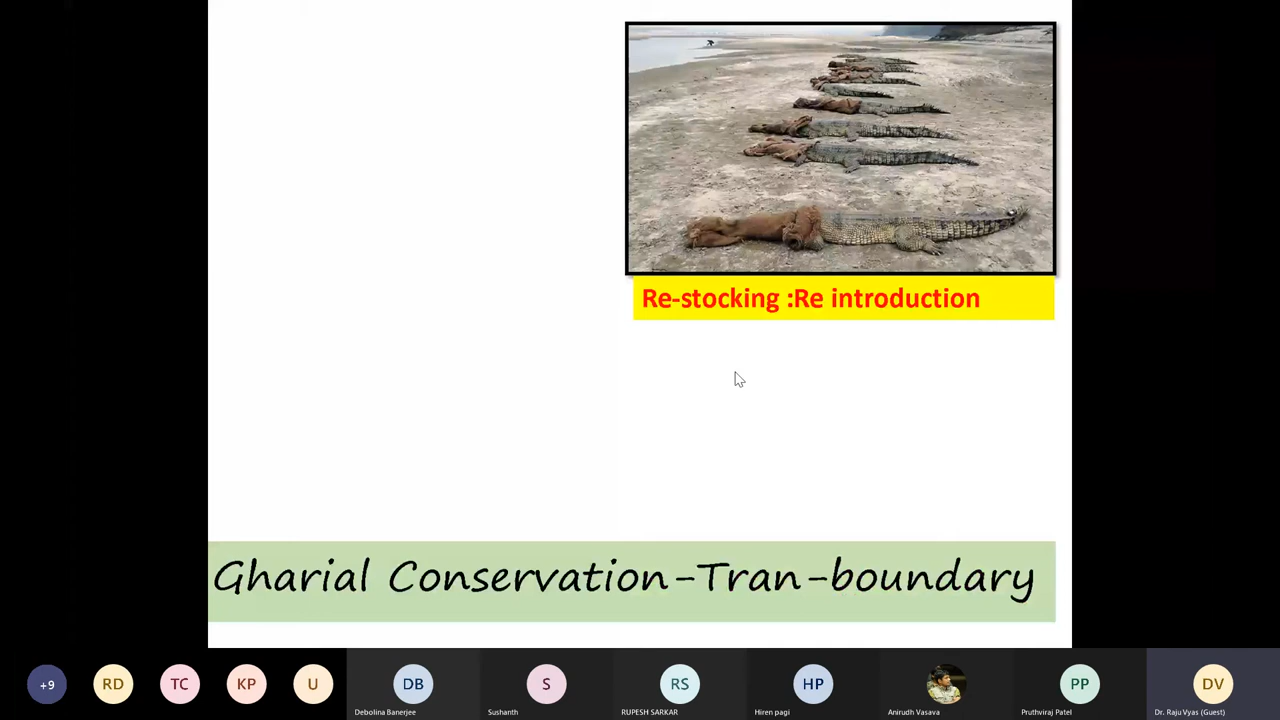 Re-stocking :Re introduction
Gharial Conservation-Tran-boundary
+9
RD
TC
KP
U
DB
S
RS
HP
PP
DV
Debolina Banerjee
Sushanth
RUPESH SARKAR
Hiren pagi
Anirudh Vasava
Pruthviraj Patel
Dr. Raju Vyas (Guest)